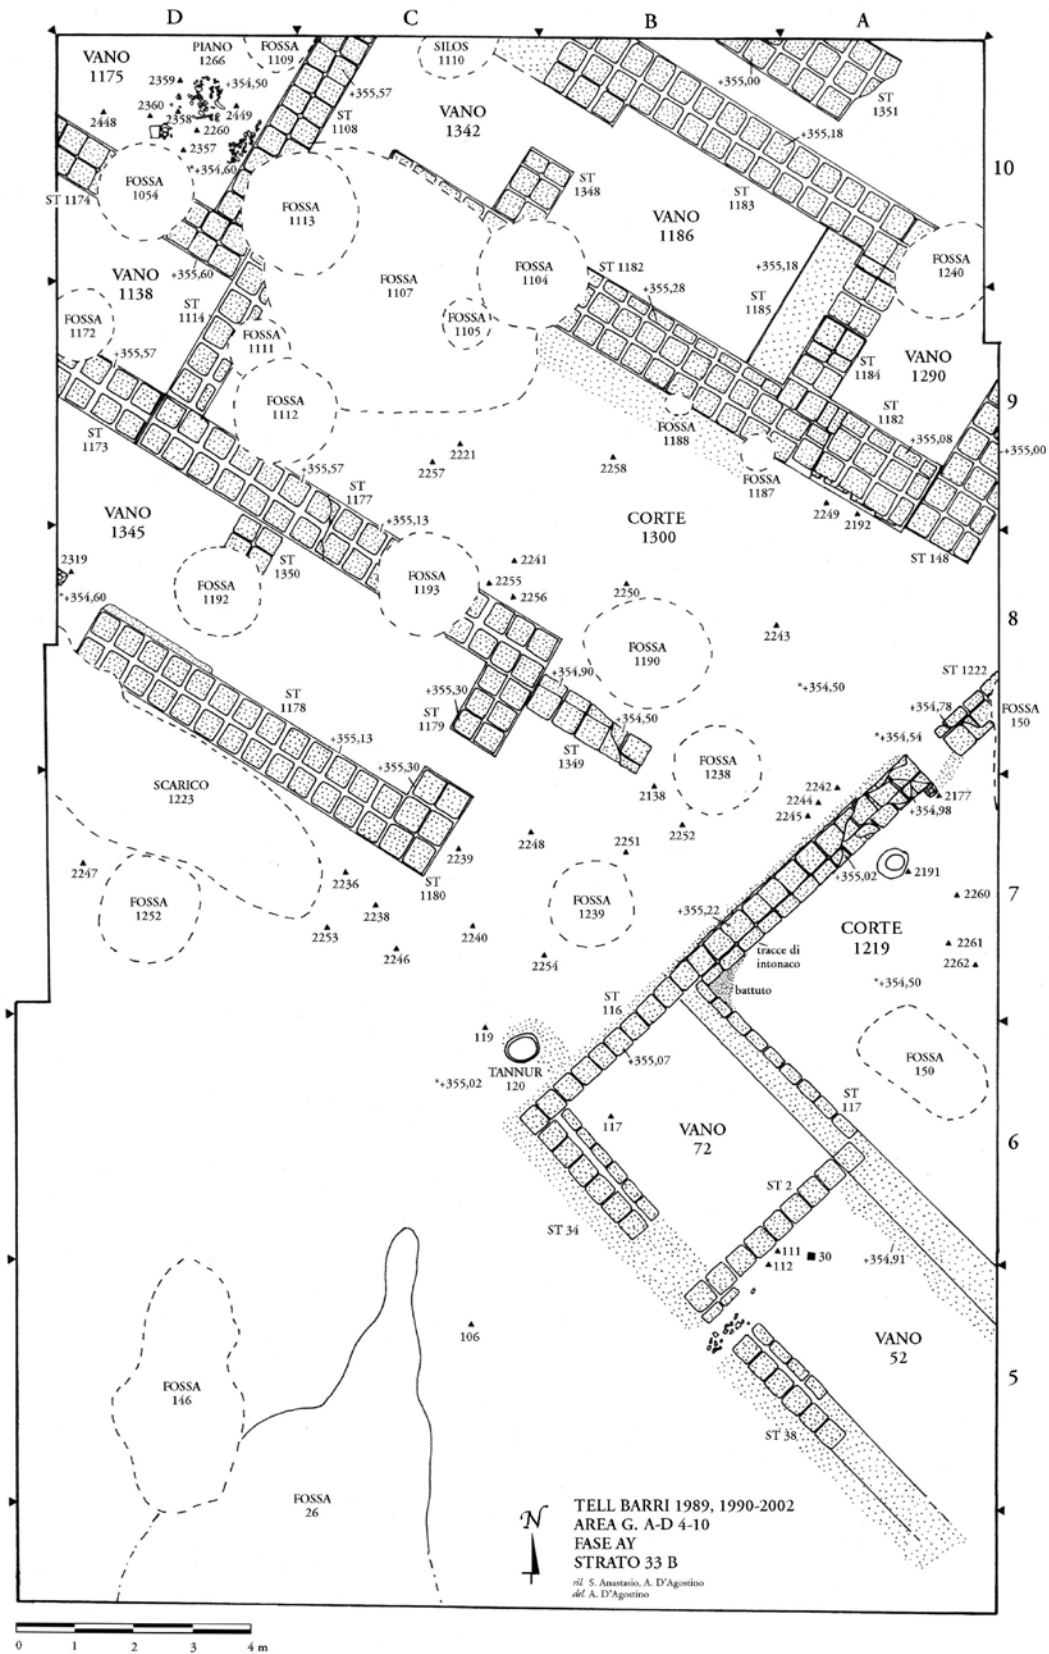 D
C
B
A
VANO
1175
PIANO
1266
FOSSA
1109
SILOS
1110
2359
+354,50
+355,57
+355,00
2360
2448
2358
2449
2260
2357
*+354,60
ST
1108
VANO
1342
ST
1351
+355,18
10
FOSSA
1054
ST 1174
FOSSA
1113
ST
1348
ST
1183
VANO
1186
+355,60
VANO
1138
FOSSA
1107
FOSSA
1104
ST 1182
+355,18
FOSSA
1240
+355,28
ST
1114
FOSSA
1172
FOSSA
1105
ST
1185
FOSSA
1111
+355,57
ST
1184
VANO
1290
9
FOSSA
1112
ST
1182
ST
1173
FOSSA
1188
+355,08
+355,00
2221
2257
2258
+355,57
ST
1177
FOSSA
1187
VANO
1345
+355,13
CORTE
1300
2249
2192
2319
ST
1350
2241
ST 148
*+354,60
FOSSA
1192
FOSSA
1193
2255
2256
2250
8
2243
FOSSA
1190
+354,90
ST 1222
+355,30
*+354,50
ST
1178
+354,78
FOSSA
150
ST
1179
+354,50
*+354,54
+355,13
ST
1349
FOSSA
1238
+355,30
SCARICO
1223
2138
2242
2244
2245
2177
+354,98
2248
2252
2251
2247
2239
+355,02
2191
2236
ST
1180
FOSSA
1252
FOSSA
1239
2260
7
2238
+355,22
CORTE
1219
2253
2240
2246
tracce di
intonaco
2261
2262
2254
*+354,50
battuto
ST
116
119
FOSSA
150
+355,07
TANNUR
120
*+355,02
ST
117
117
VANO
72
6
ST 2
ST 34
111
112
30
+354,91
106
VANO
52
5
FOSSA
146
ST 38
FOSSA
26
N
TELL BARRI 1989, 1990-2002
AREA G. A-D 4-10
FASE AY
STRATO 33 B
ril. S. Anastasio, A. D'Agostino
del. A. D'Agostino
0 1 2 3 4 m